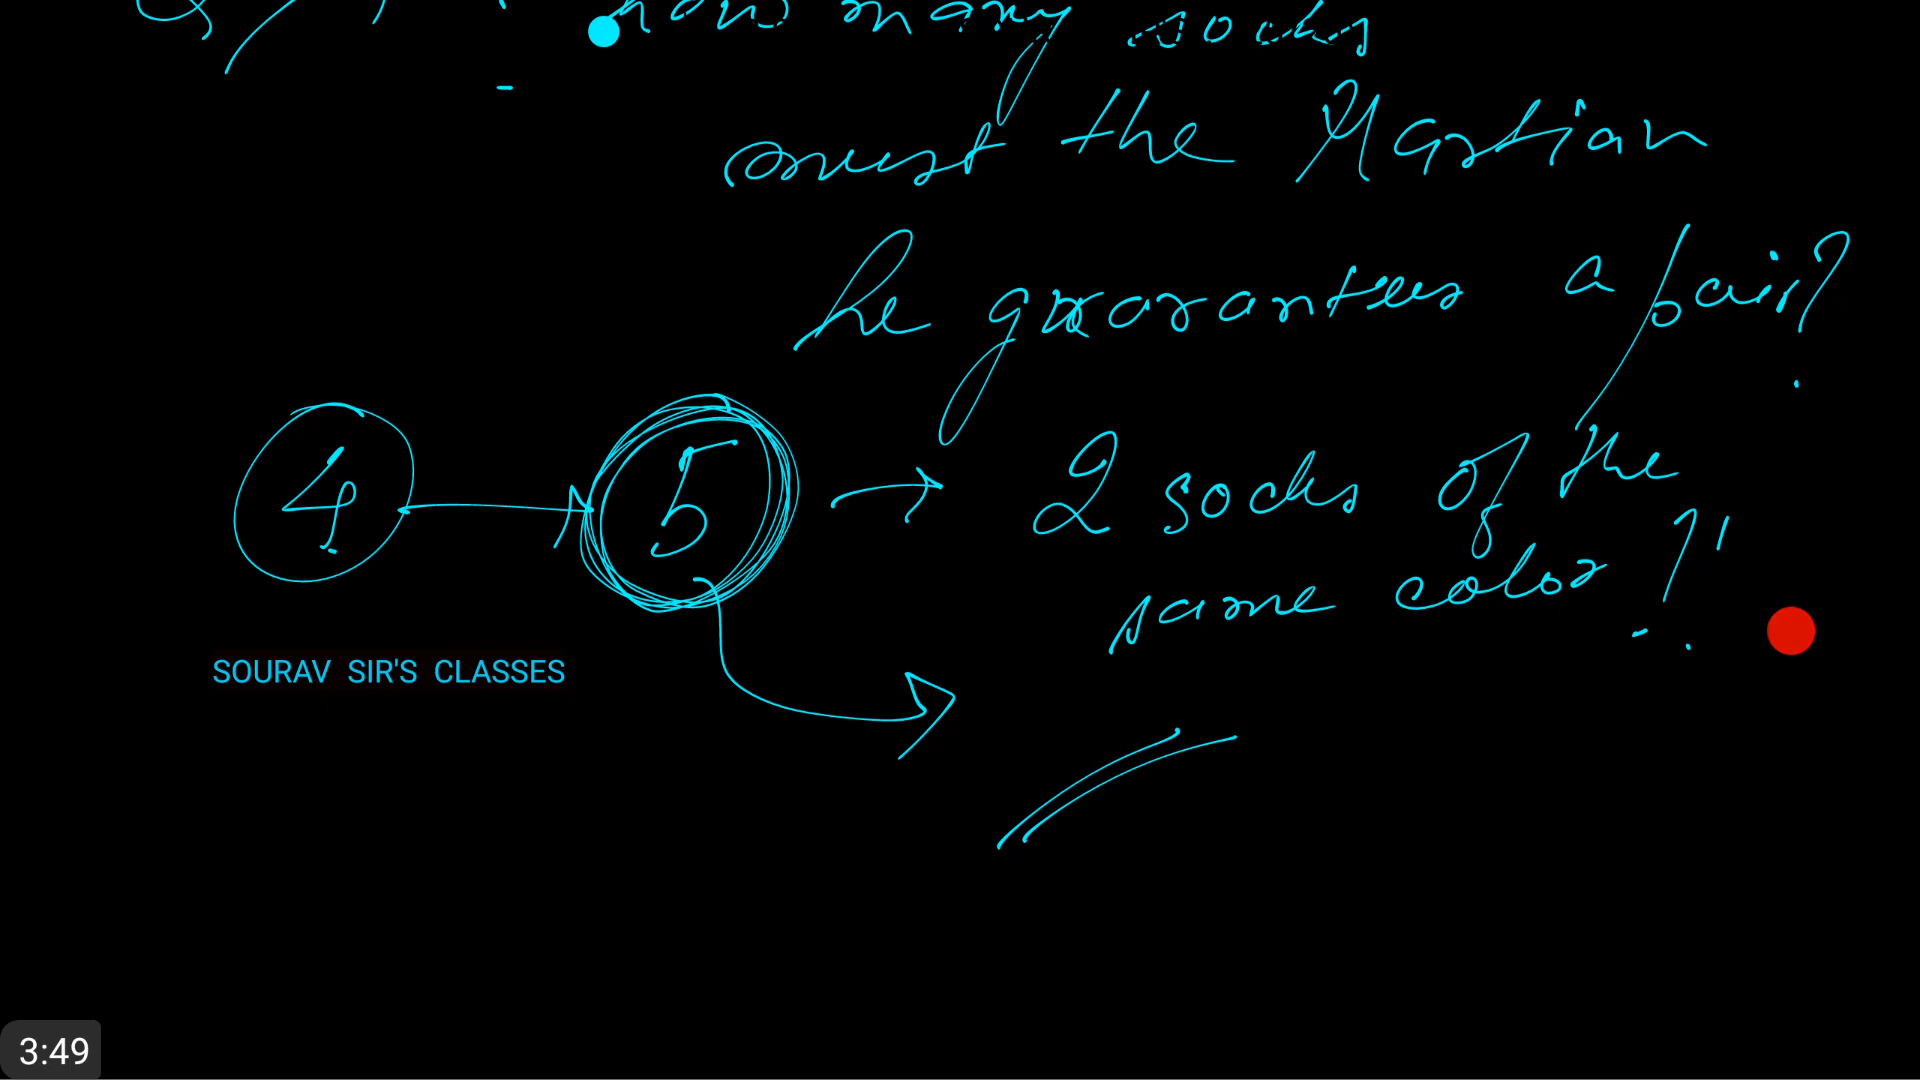 how many socks
must the Martian
he guarantees a pair?
4 5 2 socks of the
same color?!
SOURAV SIR'S CLASSES
3:49